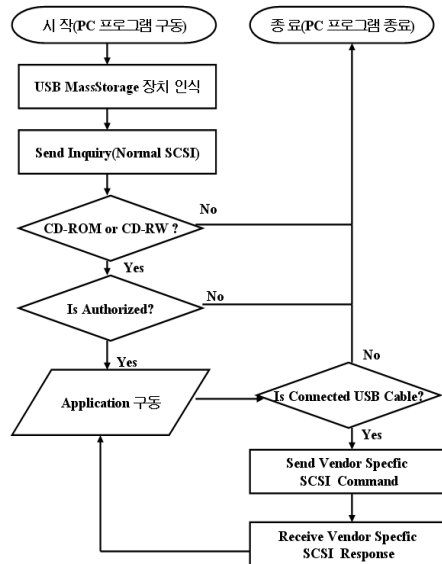 시 작(PC 프로그램 구동)
종 료(PC 프로그램 종료)
USB MassStorage 장치 인식
Send Inquiry(Normal SCSI)
CD-ROM or CD-RW ?
No
Yes
Is Authorized?
No
Yes
Application 구동
No
Is Connected USB Cable?
Yes
Send Vendor Specfic
SCSI Command
Receive Vendor Specfic
SCSI Response